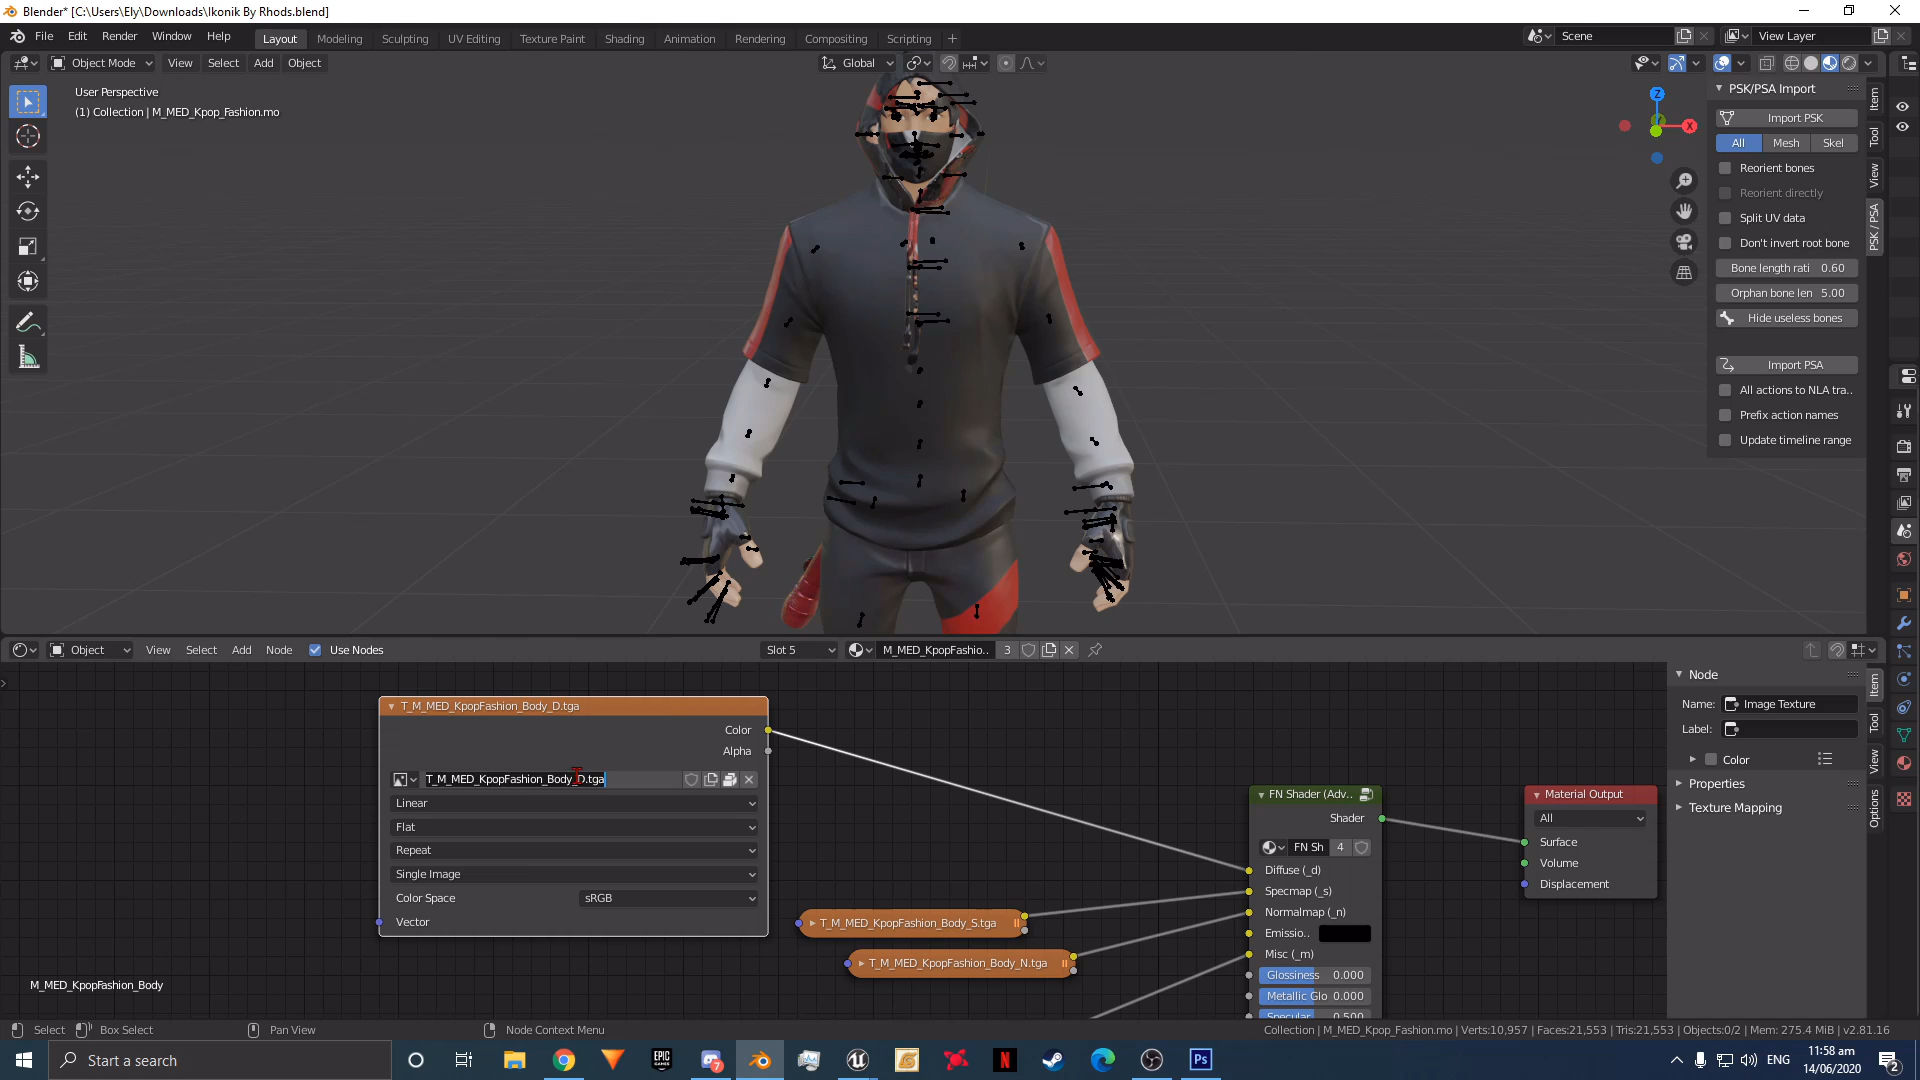 Blender* [C:\Users\Ely\Downloads\Ikonik By Rhods.blend]
File Edit Render Window Help Layout Modeling Sculpting UV Editing Texture Paint Shading Animation Rendering Compositing Scripting + Scene View Layer
Object Mode View Select Add Object Global
User Perspective
(1) Collection | M_MED_Kpop_Fashion.mo
Z
X
PSK/PSA Import
Import PSK
All Mesh Skel
Reorient bones
Reorient directly
Split UV data
Don't invert root bone
Bone length rati 0.60
Orphan bone len 5.00
Hide useless bones
Import PSA
All actions to NLA tra..
Prefix action names
Update timeline range
Item
Tool
View
PSK / PSA
Object View Select Add Node Use Nodes Slot 5 M_MED_KpopFashio.. 3
T_M_MED_KpopFashion_Body_D.tga
Color
Alpha
T_M_MED_KpopFashion_Body_D.tga
Linear
Flat
Repeat
Single Image
Color Space sRGB
Vector
T_M_MED_KpopFashion_Body_S.tga
T_M_MED_KpopFashion_Body_N.tga
FN Shader (Adv..
Shader
FN Sh 4
Diffuse (_d)
Specmap (_s)
Normalmap (_n)
Emissio..
Misc (_m)
Glossiness 0.000
Metallic Glo 0.000
Specular 0.500
Material Output
All
Surface
Volume
Displacement
Node
Name: Image Texture
Label:
Color
Properties
Texture Mapping
Item
Tool
View
Options
M_MED_KpopFashion_Body
Select Box Select Pan View Node Context Menu Collection | M_MED_Kpop_Fashion.mo | Verts:10,957 | Faces:21,553 | Tris:21,553 | Objects:0/2 | Mem: 275.4 MiB | v2.81.16
Start a search
EPIC GAMES
7
N
Ps
ENG
11:58 am
14/06/2020
2